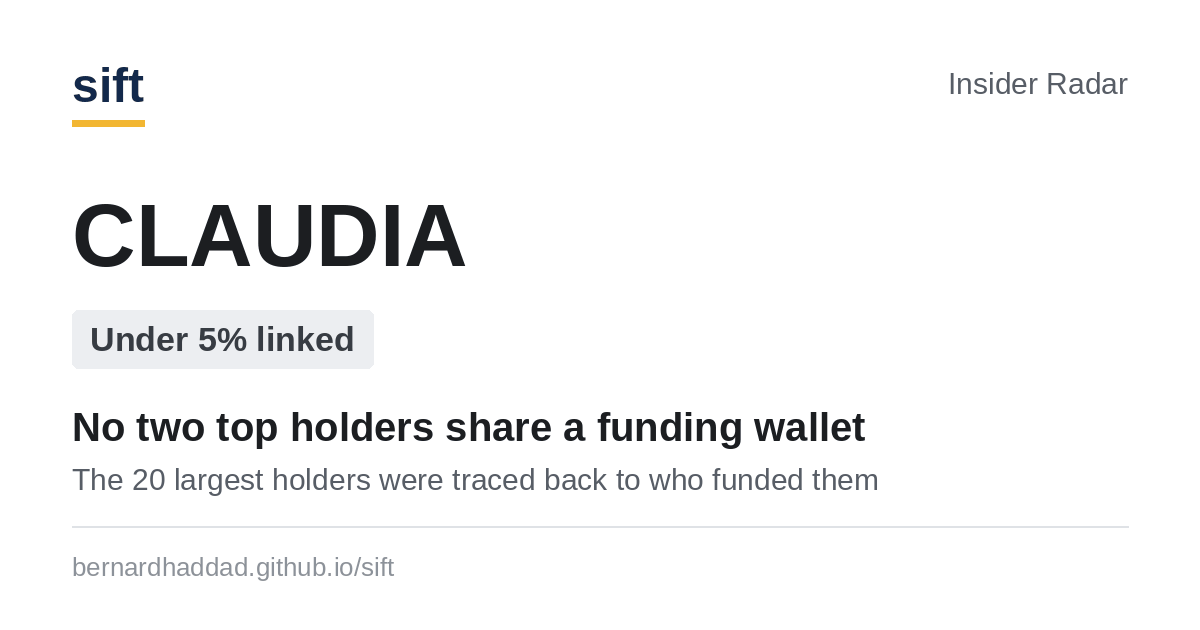 sift
Insider Radar
CLAUDIA
Under 5% linked
No two top holders share a funding wallet
The 20 largest holders were traced back to who funded them
bernardhaddad.github.io/sift